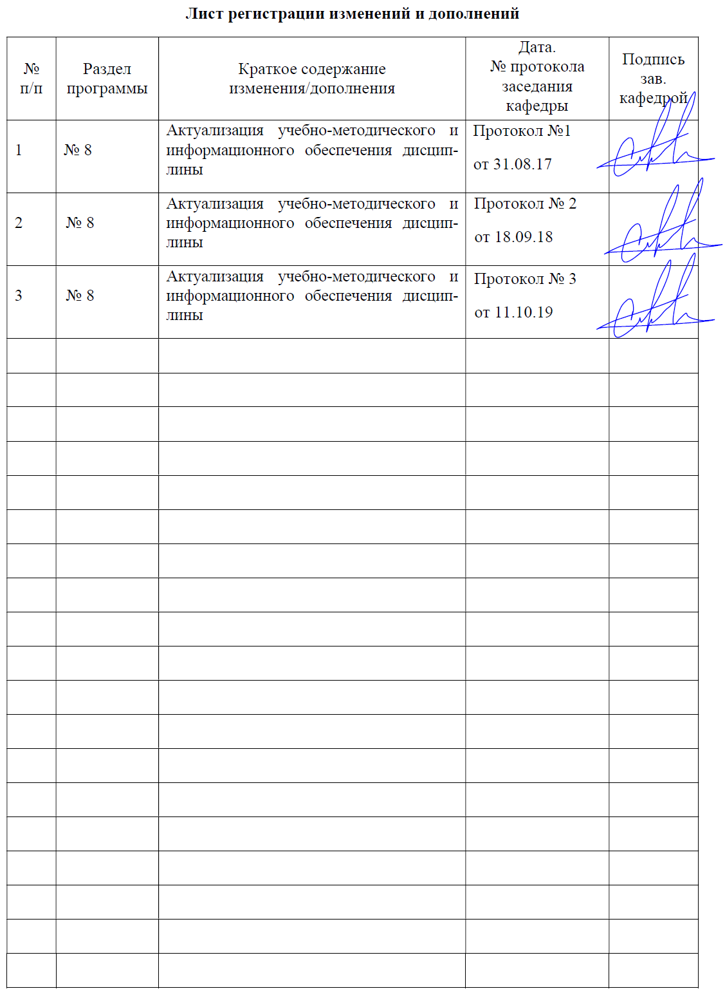 Лист регистрации изменений и дополнений
№
п/п
Раздел
программы
Краткое содержание
изменения/дополнения
Дата.
№ протокола
заседания
кафедры
Подпись
зав.
кафедрой
1
№ 8
Актуализация учебно-методического и
информационного обеспечения дисцип-
лины
Протокол №1
от 31.08.17
2
№ 8
Актуализация учебно-методического и
информационного обеспечения дисцип-
лины
Протокол № 2
от 18.09.18
3
№ 8
Актуализация учебно-методического и
информационного обеспечения дисцип-
лины
Протокол № 3
от 11.10.19